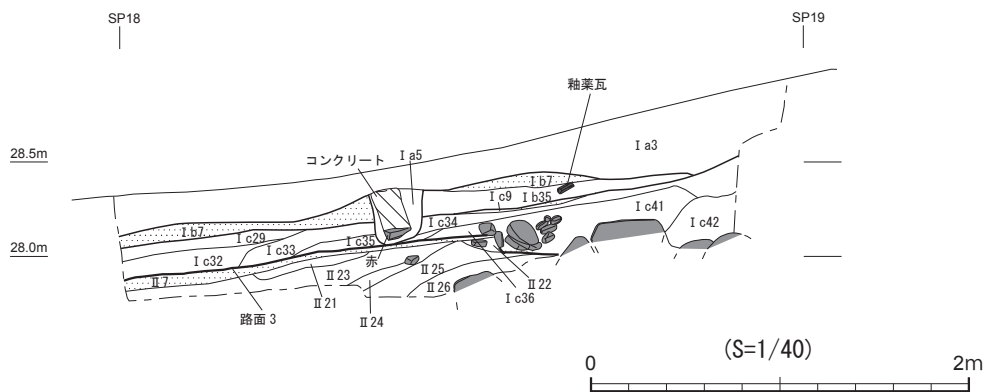 SP18
SP19
釉薬瓦
28.5m
コンクリート
Ⅰa5
Ⅰa3
Ⅰb7
Ⅰc9
Ⅰb35
Ⅰb7
Ⅰc29
Ⅰc34
Ⅰc41
Ⅰc42
28.0m
Ⅰc33
Ⅰc35
Ⅰc32
赤
Ⅱ7
Ⅱ23
Ⅱ25
Ⅱ22
Ⅱ21
Ⅱ26
Ⅰc36
路面3
Ⅱ24
(S=1/40)
0
2m